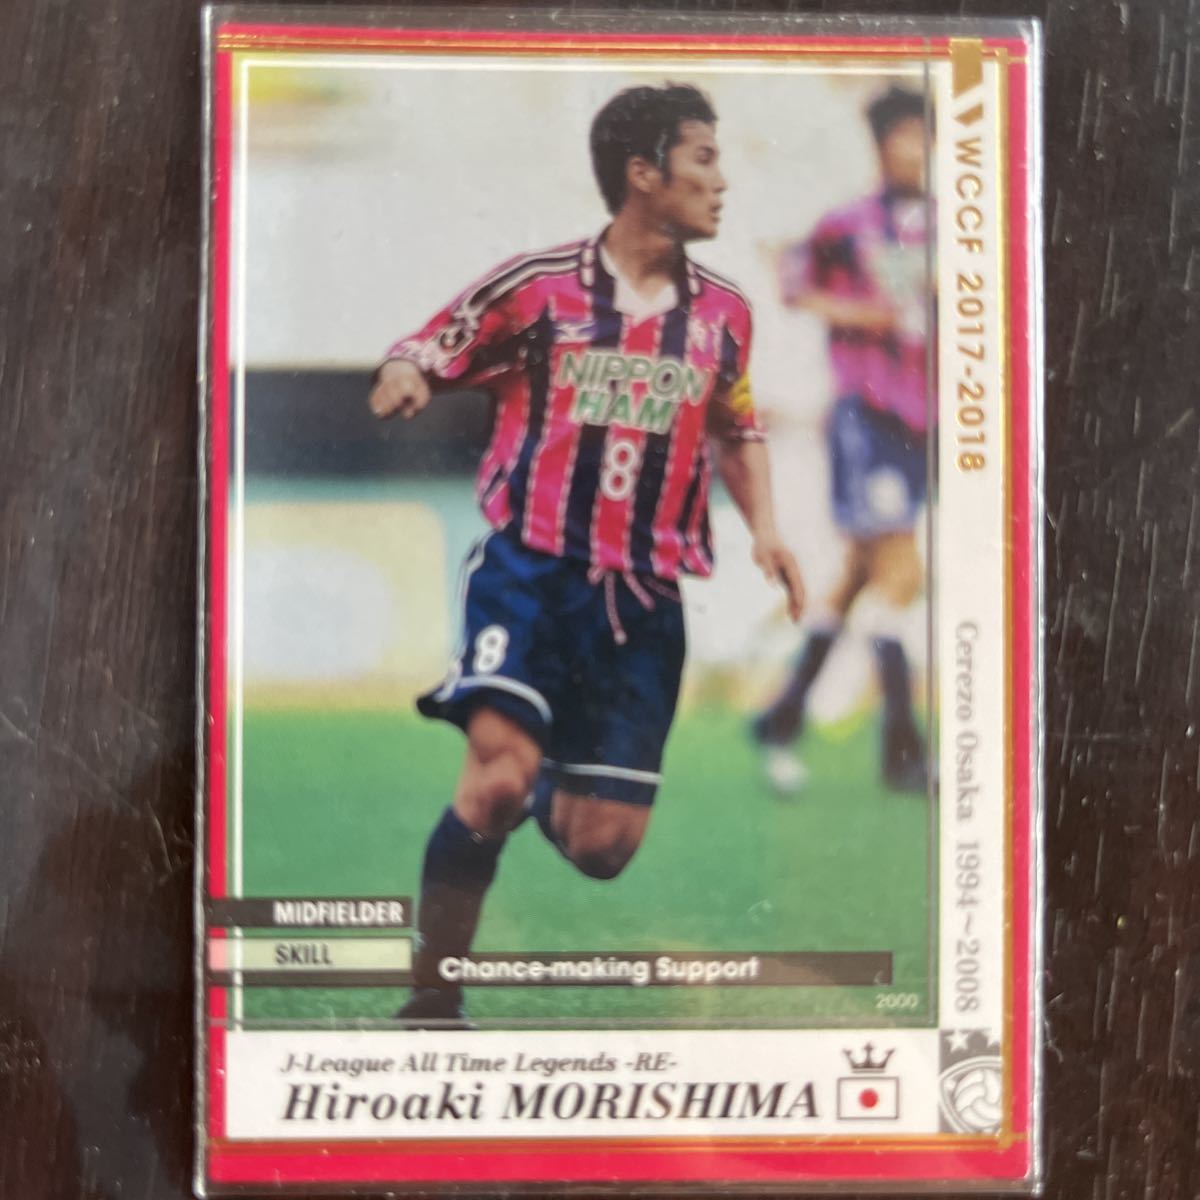 WCCF 2017-2018
Cerezo Osaka 1994~2008
NIPPON
HAM
8
8
MIDFIELDER
SKILL
Chance-making Support
2000
J-League All Time Legends -RE-
Hiroaki MORISHIMA